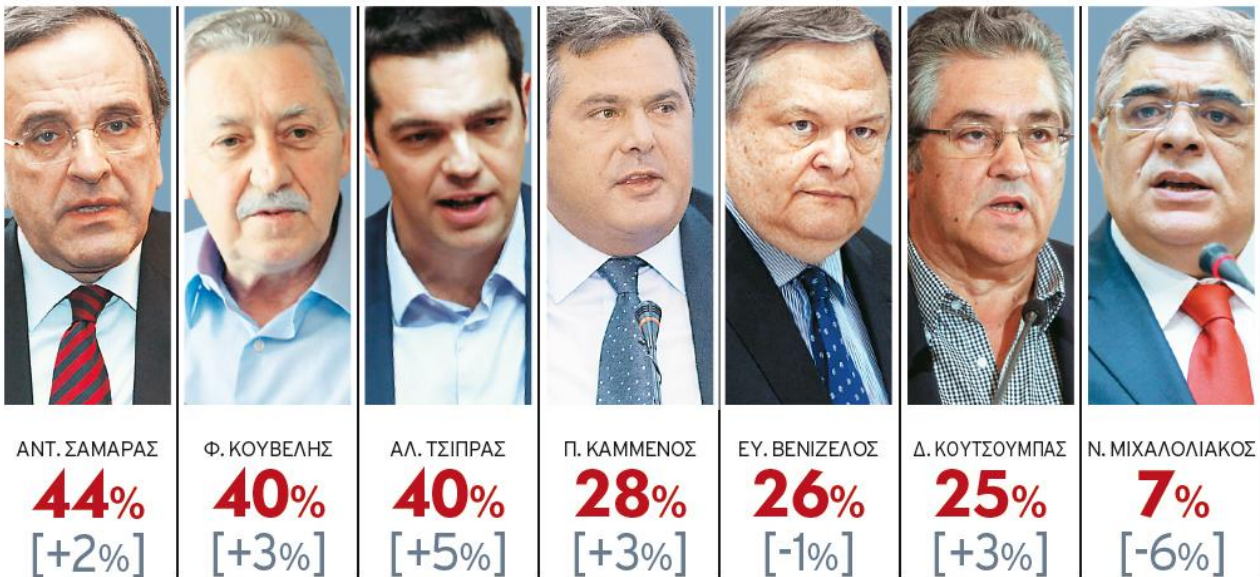 ΑΝΤ. ΣΑΜΑΡΑΣ
44%
[+2%]
Φ. ΚΟΥΒΕΛΗΣ
40%
[+3%]
ΑΛ. ΤΣΙΠΡΑΣ
40%
[+5%]
Π. ΚΑΜΜΕΝΟΣ
28%
[+3%]
ΕΥ. ΒΕΝΙΖΕΛΟΣ
26%
[-1%]
Δ. ΚΟΥΤΣΟΥΜΠΑΣ
25%
[+3%]
Ν. ΜΙΧΑΛΟΛΙΑΚΟΣ
7%
[-6%]